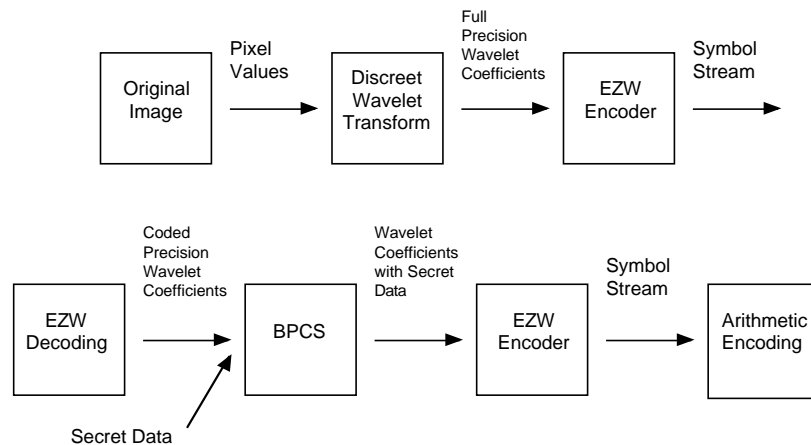 Original
Image
Pixel
Values
Discreet
Wavelet
Transform
Full
Precision
Wavelet
Coefficients
EZW
Encoder
Symbol
Stream
EZW
Decoding
Coded
Precision
Wavelet
Coefficients
BPCS
Wavelet
Coefficients
with Secret
Data
EZW
Encoder
Symbol
Stream
Arithmetic
Encoding
Secret Data